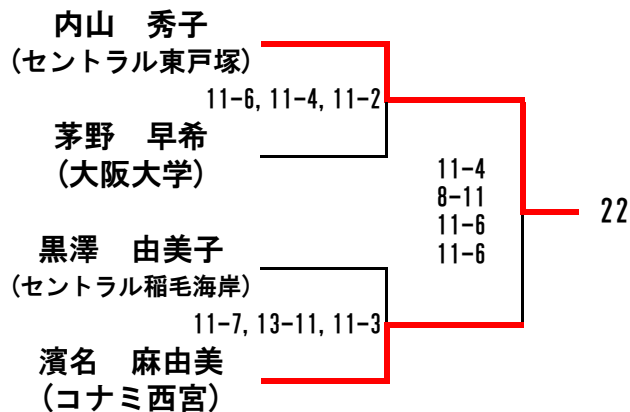 内山　秀子
(セントラル東戸塚)
11-6, 11-4, 11-2
茅野　早希
(大阪大学)
11-4
8-11
11-6
11-6
22
黒澤　由美子
(セントラル稲毛海岸)
11-7, 13-11, 11-3
濱名　麻由美
(コナミ西宮)